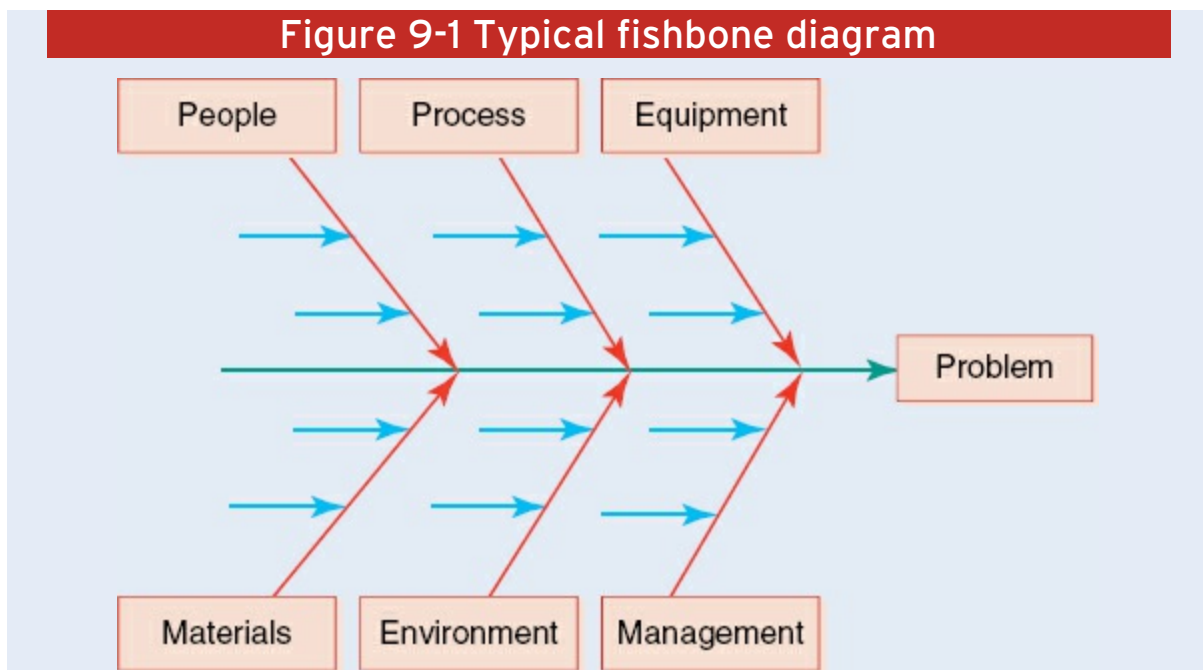 Figure 9-1 Typical fishbone diagram
People
Process
Equipment
Problem
Materials
Environment
Management